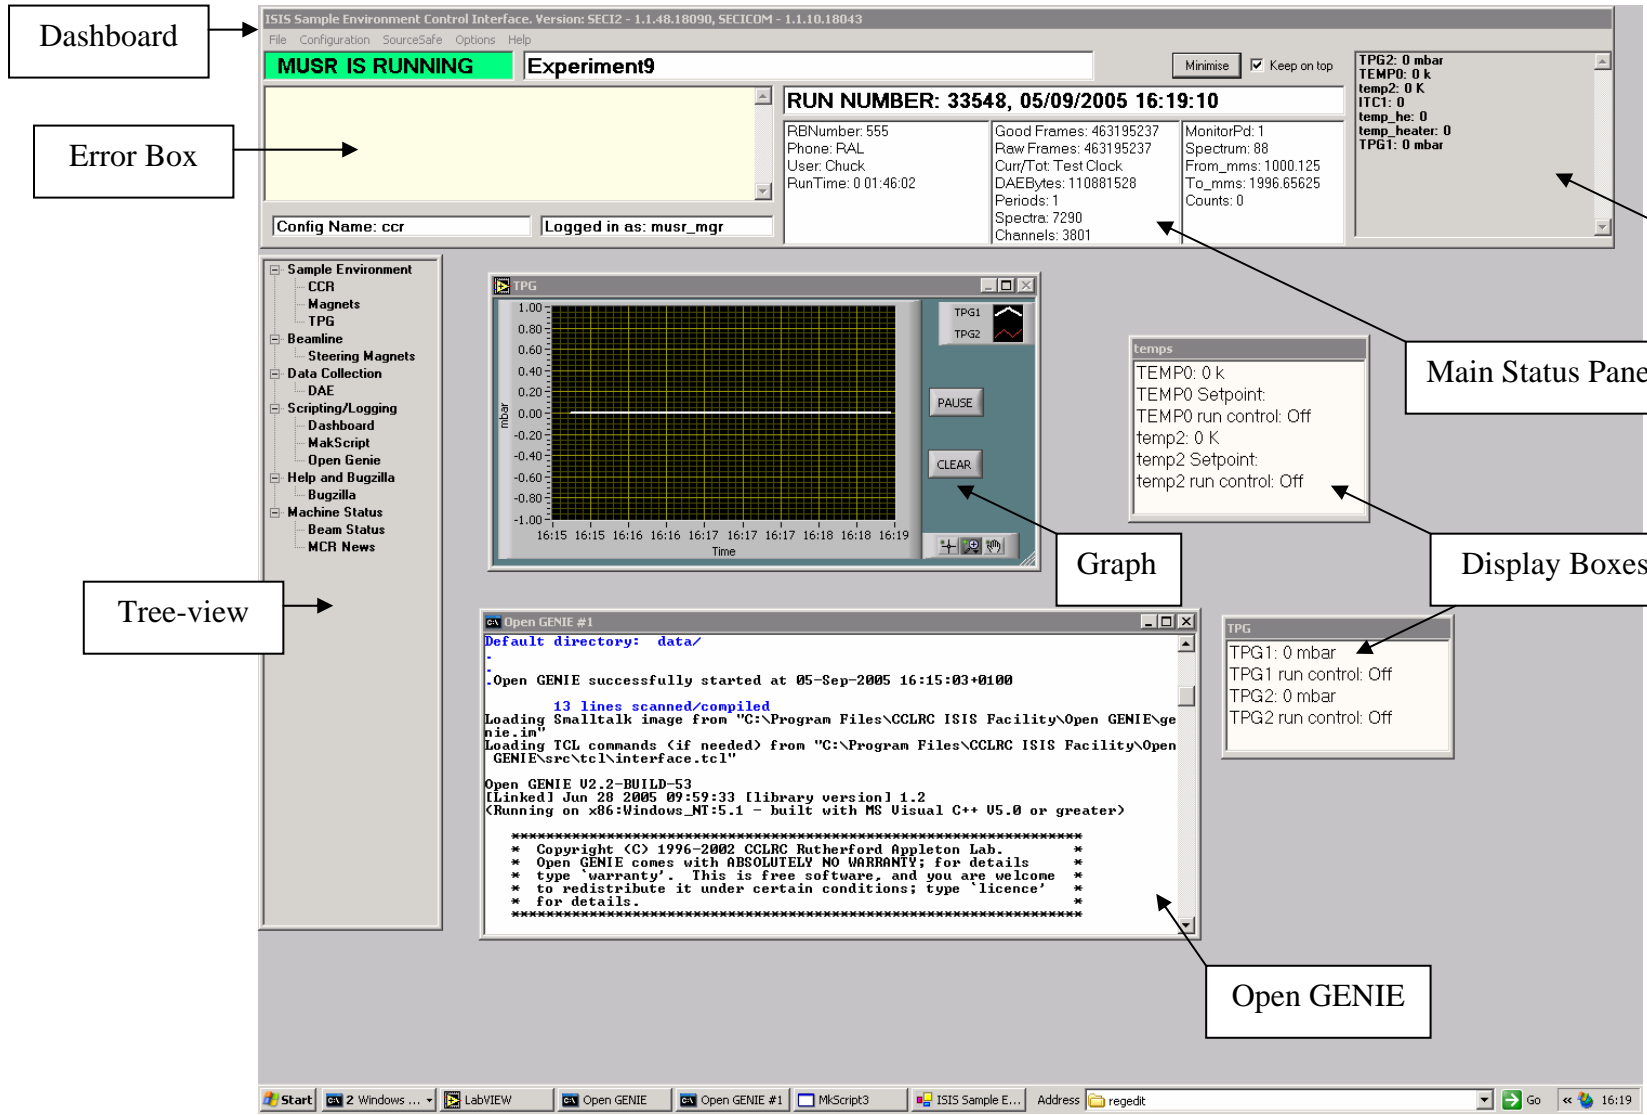 Dashboard
ISIS Sample Environment Control Interface. Version: SECI2 - 1.1.48.18090, SECICOM - 1.1.10.18043
File Configuration SourceSafe Options Help
MUSR IS RUNNING
Experiment9
Minimise
Keep on top
Error Box
RUN NUMBER: 33548, 05/09/2005 16:19:10
RBNumber: 555
Phone: RAL
User: Chuck
RunTime: 0 01:46:02
Good Frames: 463195237
Raw Frames: 463195237
Curr/Tot: Test Clock
DAEBytes: 110881528
Periods: 1
Spectra: 7290
Channels: 3801
MonitorPd: 1
Spectrum: 88
From_mms: 1000.125
To_mms: 1996.65625
Counts: 0
TPG2: 0 mbar
TEMP0: 0 k
temp2: 0 K
ITC1: 0
temp_he: 0
temp_heater: 0
TPG1: 0 mbar
Config Name: ccr
Logged in as: musr_mgr
Sample Environment
CCR
Magnets
TPG
Beamline
Steering Magnets
Data Collection
DAE
Scripting/Logging
Dashboard
MakScript
Open Genie
Help and Bugzilla
Bugzilla
Machine Status
Beam Status
MCR News
Tree-view
TPG
1.00
0.80
0.60
0.40
0.20
0.00
-0.20
-0.40
-0.60
-0.80
-1.00
mbar
16:15 16:15 16:16 16:16 16:17 16:17 16:17 16:18 16:18 16:19
Time
TPG1
TPG2
PAUSE
CLEAR
Graph
temps
TEMP0: 0 k
TEMP0 Setpoint:
TEMP0 run control: Off
temp2: 0 K
temp2 Setpoint:
temp2 run control: Off
Main Status Pane
Display Boxes
TPG
TPG1: 0 mbar
TPG1 run control: Off
TPG2: 0 mbar
TPG2 run control: Off
Open GENIE #1
Default directory: data/
.
.
.Open GENIE successfully started at 05-Sep-2005 16:15:03+0100
13 lines scanned/compiled
Loading Smalltalk image from "C:\Program Files\CCLRC ISIS Facility\Open GENIE\ge
nie.im"
Loading TCL commands (if needed) from "C:\Program Files\CCLRC ISIS Facility\Open
GENIE\src\tcl\interface.tcl"
Open GENIE V2.2-BUILD-53
[Linked] Jun 28 2005 09:59:33 [library version] 1.2
(Running on x86:Windows_NT:5.1 - built with MS Visual C++ V5.0 or greater)
*******************************************************************
* Copyright (C) 1996-2002 CCLRC Rutherford Appleton Lab. *
* Open GENIE comes with ABSOLUTELY NO WARRANTY; for details *
* type `warranty'. This is free software, and you are welcome *
* to redistribute it under certain conditions; type `licence' *
* for details. *
*******************************************************************
Open GENIE
Start
2 Windows ...
LabVIEW
Open GENIE
Open GENIE #1
MkScript3
ISIS Sample E...
Address
regedit
Go
« 16:19